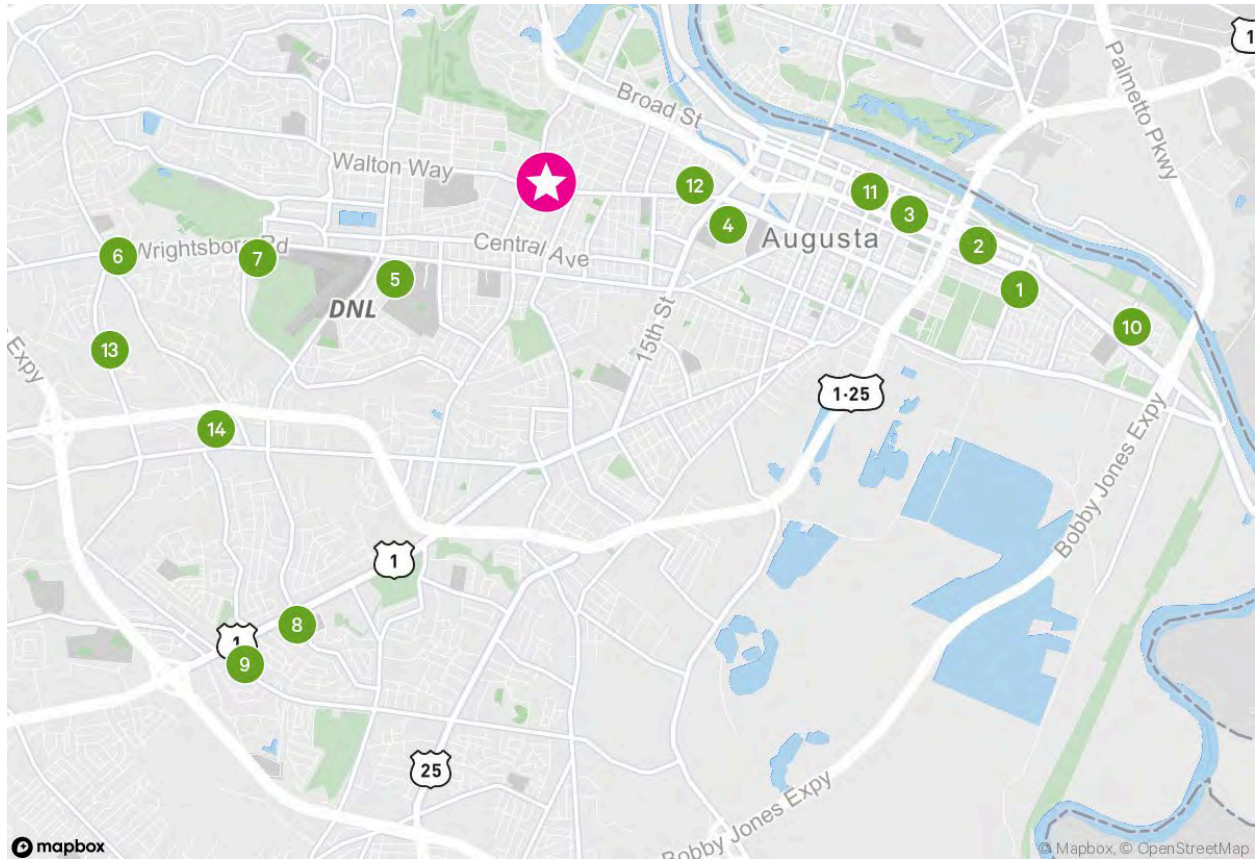 1
Palmetto Pkwy
Broad St
Walton Way
12
11
3
4
Augusta
2
Central Ave
6
Wrightsboro Rd
7
5
1
DNL
10
15th St
13
Expy
1·25
14
Bobby Jones Expy
1
8
1
9
25
Bobby Jones Expy
mapbox
© Mapbox, © OpenStreetMap